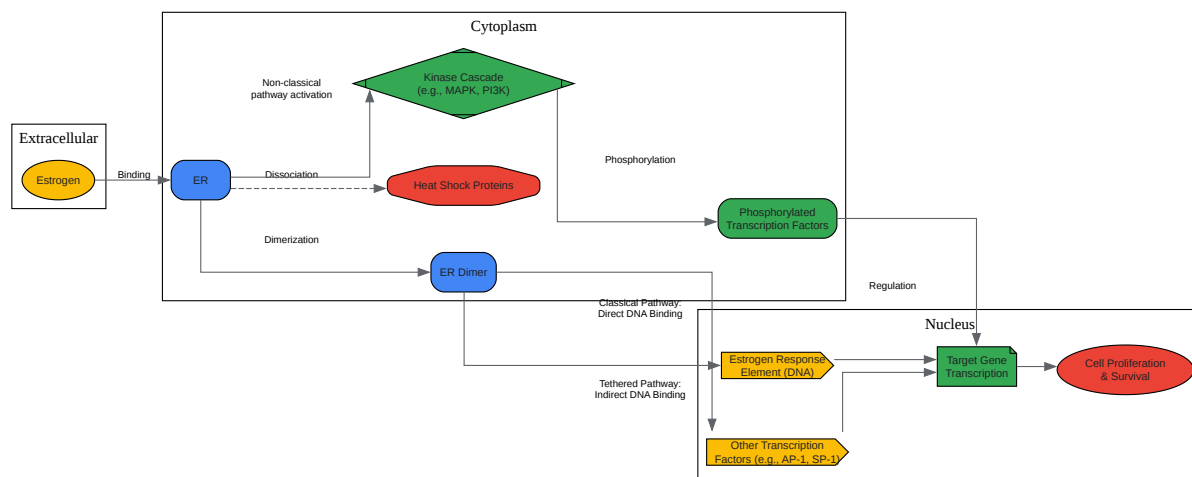 Cytoplasm
Kinase Cascade
(e.g., MAPK, PI3K)
Non-classical
pathway activation
Extracellular
Estrogen
Binding
ER
Dissociation
Heat Shock Proteins
Phosphorylation
Phosphorylated
Transcription Factors
Dimerization
ER Dimer
Regulation
Classical Pathway:
Direct DNA Binding
Nucleus
Estrogen Response
Element (DNA)
Target Gene
Transcription
Cell Proliferation
& Survival
Tethered Pathway:
Indirect DNA Binding
Other Transcription
Factors (e.g., AP-1, SP-1)